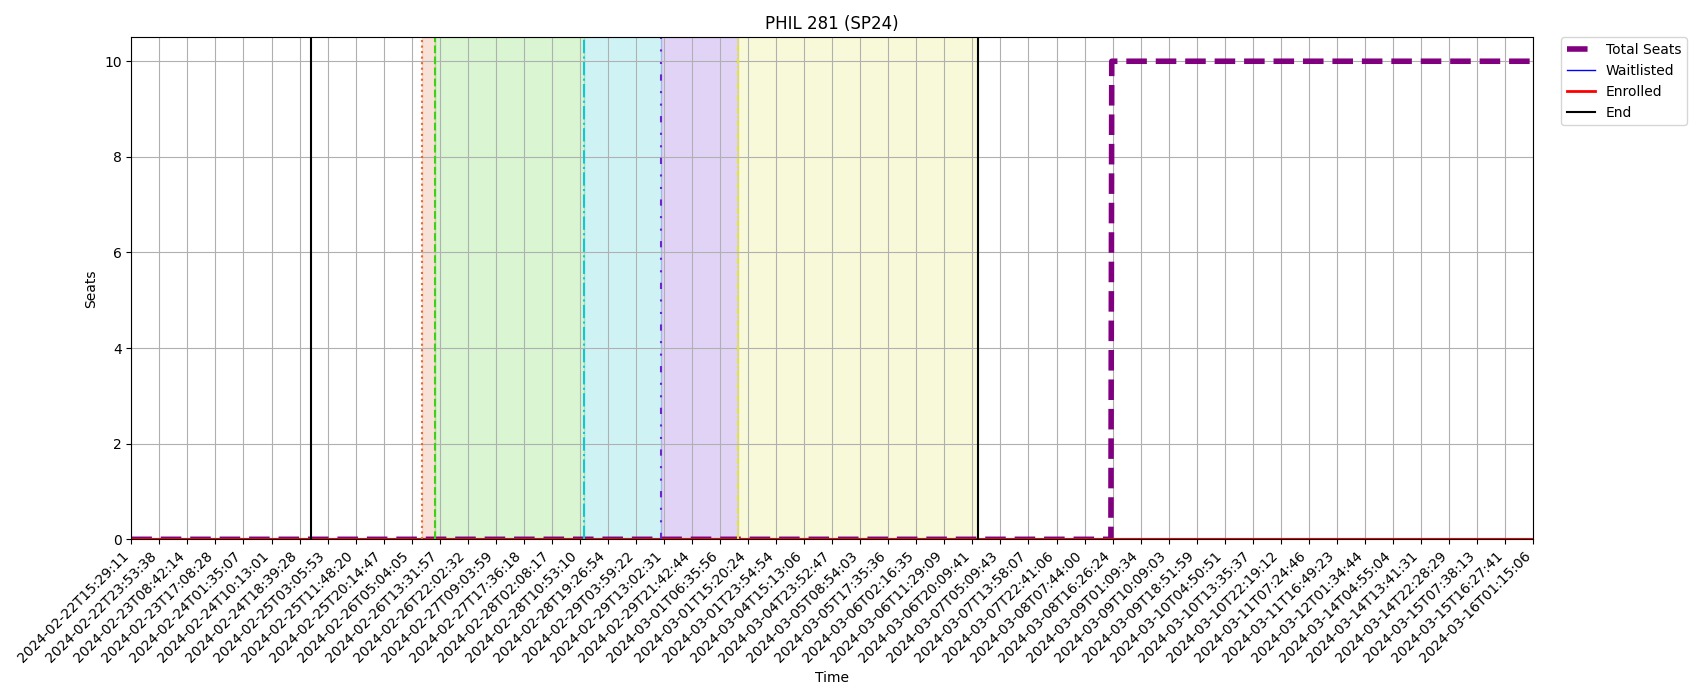 PHIL 281 (SP24)
Total Seats
Waitlisted
Enrolled
End
Seats
10
8
6
4
2
0
2024-02-22T15:29:11
2024-02-22T23:53:38
2024-02-23T08:42:14
2024-02-23T17:08:28
2024-02-24T01:35:07
2024-02-24T10:13:01
2024-02-24T18:39:28
2024-02-25T03:05:53
2024-02-25T11:48:20
2024-02-25T20:14:47
2024-02-26T05:04:05
2024-02-26T13:31:57
2024-02-26T22:02:32
2024-02-27T09:03:59
2024-02-27T17:36:18
2024-02-28T02:08:17
2024-02-28T10:53:10
2024-02-28T19:26:54
2024-02-29T03:59:22
2024-02-29T13:02:31
2024-02-29T21:42:44
2024-03-01T06:35:56
2024-03-01T15:20:24
2024-03-01T23:54:54
2024-03-04T15:13:06
2024-03-04T23:52:47
2024-03-05T08:54:03
2024-03-05T17:35:36
2024-03-06T02:16:35
2024-03-06T11:29:09
2024-03-06T20:09:41
2024-03-07T05:09:43
2024-03-07T13:58:07
2024-03-07T22:41:06
2024-03-08T07:44:00
2024-03-08T16:26:24
2024-03-09T01:09:34
2024-03-09T10:09:03
2024-03-09T18:51:59
2024-03-10T04:50:51
2024-03-10T13:35:37
2024-03-10T22:19:12
2024-03-11T07:24:46
2024-03-11T16:49:23
2024-03-12T01:34:44
2024-03-14T04:55:04
2024-03-14T13:41:31
2024-03-14T22:28:29
2024-03-15T07:38:13
2024-03-15T16:27:41
2024-03-16T01:15:06
Time